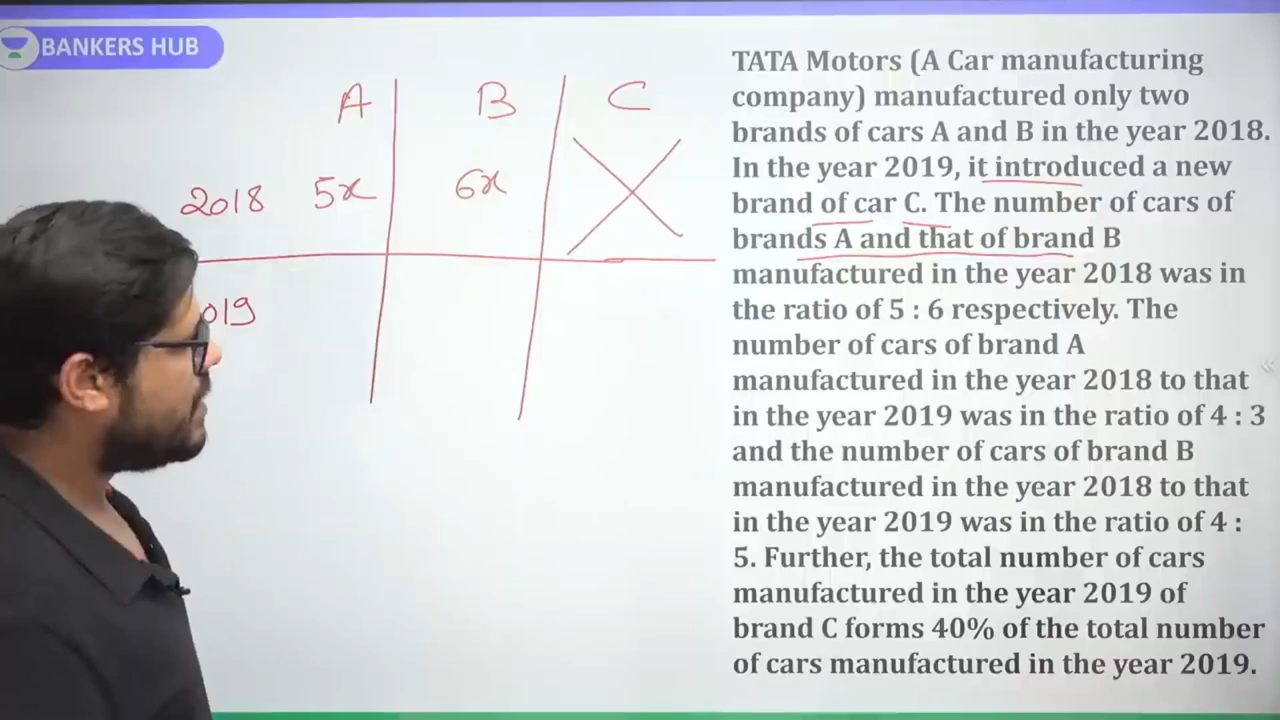 BANKERS HUB
A B C
2018 5x 6x
019
TATA Motors (A Car manufacturing
company) manufactured only two
brands of cars A and B in the year 2018.
In the year 2019, it introduced a new
brand of car C. The number of cars of
brands A and that of brand B
manufactured in the year 2018 was in
the ratio of 5 : 6 respectively. The
number of cars of brand A
manufactured in the year 2018 to that
in the year 2019 was in the ratio of 4 : 3
and the number of cars of brand B
manufactured in the year 2018 to that
in the year 2019 was in the ratio of 4 :
5. Further, the total number of cars
manufactured in the year 2019 of
brand C forms 40% of the total number
of cars manufactured in the year 2019.